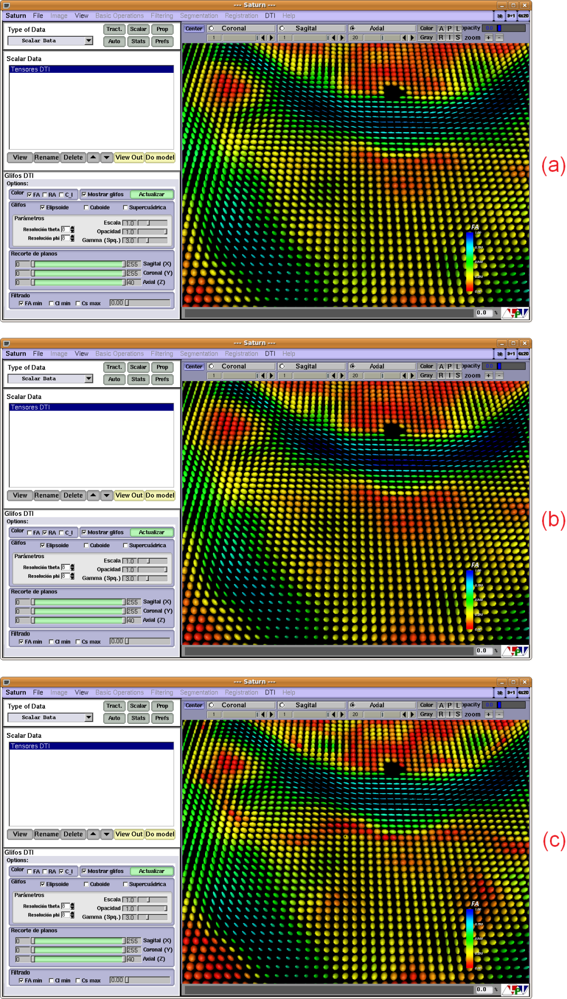 --- Saturn ---
Saturn File Image View Basic Operations Filtering Segmentation Registration DTI Help 3D 3+1 4x2D
Type of Data Tract. Scalar Prop Center Coronal Sagital Axial Color A P L opacity 0.0
Scalar Data Auto Stats Prefs 1 1 20 Gray R I S zoom + -
Scalar Data
Tensores DTI
View Rename Delete View Out Do model
(a)
Glifos DTI
Options:
Color FA RA C_l Mostrar glifos Actualizar
Glifos Elipsoide Cuboide Supercuádrica
Parámetros
Escala 1.0
Resolución theta 8 Opacidad 1.0
Resolución phi 8 Gamma (Spq.) 3.0
FA
1.00
0.750
0.500
0.250
0.00
Recorte de planos
0 255 Sagital (X)
0 255 Coronal (Y)
0 40 Axial (Z)
Filtrado
FA min Cl min Cs max 0.00
0.0 %
--- Saturn ---
Saturn File Image View Basic Operations Filtering Segmentation Registration DTI Help 3D 3+1 4x2D
Type of Data Tract. Scalar Prop Center Coronal Sagital Axial Color A P L opacity 0.0
Scalar Data Auto Stats Prefs 1 1 20 Gray R I S zoom + -
Scalar Data
Tensores DTI
View Rename Delete View Out Do model
(b)
Glifos DTI
Options:
Color FA RA C_l Mostrar glifos Actualizar
Glifos Elipsoide Cuboide Supercuádrica
Parámetros
Escala 1.0
Resolución theta 8 Opacidad 1.0
Resolución phi 8 Gamma (Spq.) 3.0
FA
1.00
0.750
0.500
0.250
0.00
Recorte de planos
0 255 Sagital (X)
0 255 Coronal (Y)
0 40 Axial (Z)
Filtrado
FA min Cl min Cs max 0.00
0.0 %
--- Saturn ---
Saturn File Image View Basic Operations Filtering Segmentation Registration DTI Help 3D 3+1 4x2D
Type of Data Tract. Scalar Prop Center Coronal Sagital Axial Color A P L opacity 0.0
Scalar Data Auto Stats Prefs 1 1 20 Gray R I S zoom + -
Scalar Data
Tensores DTI
View Rename Delete View Out Do model
(c)
Glifos DTI
Options:
Color FA RA C_l Mostrar glifos Actualizar
Glifos Elipsoide Cuboide Supercuádrica
Parámetros
Escala 1.0
Resolución theta 8 Opacidad 1.0
Resolución phi 8 Gamma (Spq.) 3.0
FA
1.00
0.750
0.500
0.250
0.00
Recorte de planos
0 255 Sagital (X)
0 255 Coronal (Y)
0 40 Axial (Z)
Filtrado
FA min Cl min Cs max 0.00
0.0 %